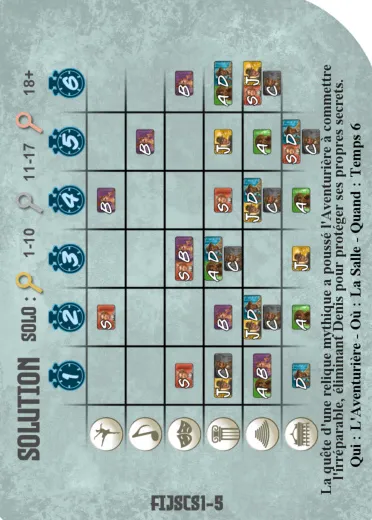 SOLUTION SOLO : 1-10 11-17 18+
1 2 3 4 5 6
S B
B
S S B B
J C B A D C S J A D
A B J D C J D C A S J C
D A J A S D C
La quête d'une relique mythique a poussé l'Aventurière à commettre
l'irréparable, éliminant Denis pour protéger ses propres secrets.
Qui : L'Aventurière - Où : La Salle - Quand : Temps 6
FIJSCS1-5